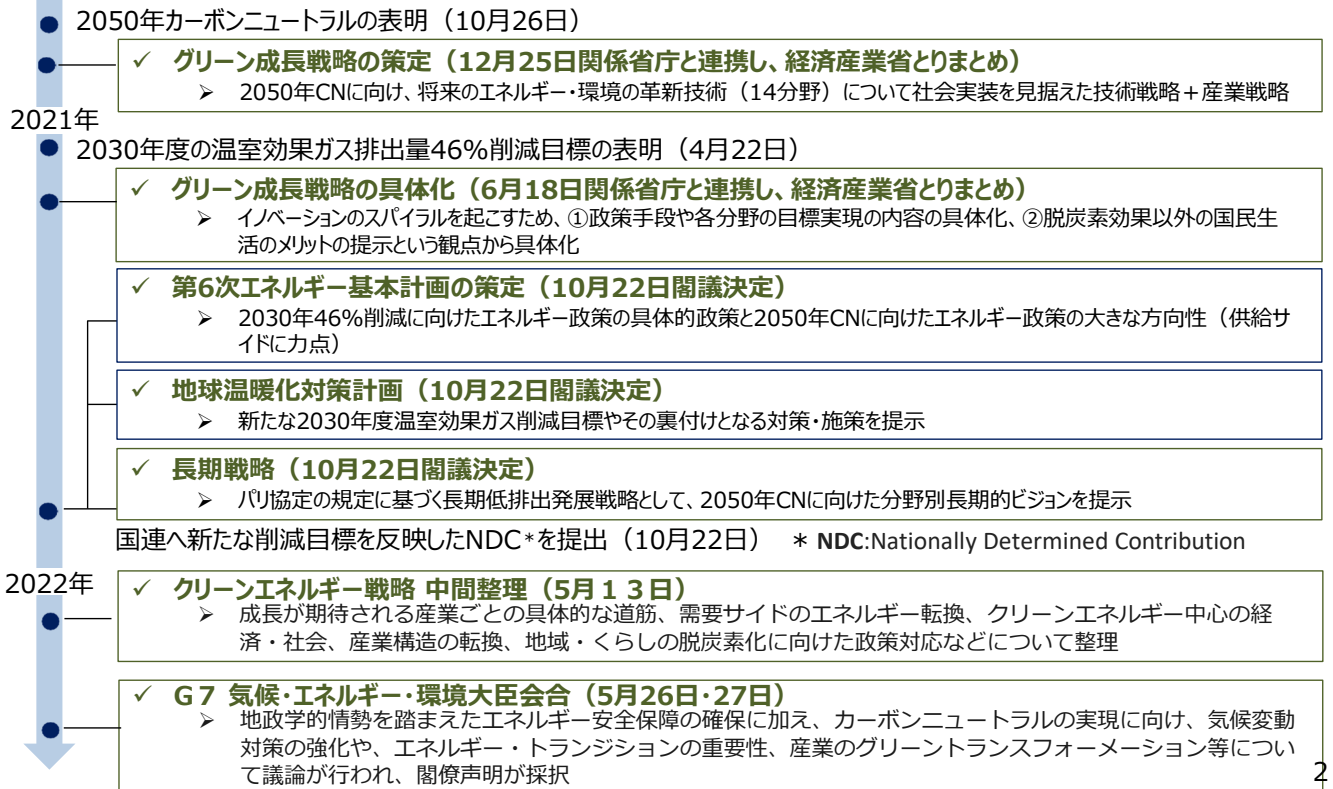 2050年カーボンニュートラルの表明（10月26日）
✓ グリーン成長戦略の策定（12月25日関係省庁と連携し、経済産業省とりまとめ）
➢ 2050年CNに向け、将来のエネルギー・環境の革新技術（14分野）について社会実装を見据えた技術戦略＋産業戦略
2021年
2030年度の温室効果ガス排出量46%削減目標の表明（4月22日）
✓ グリーン成長戦略の具体化（6月18日関係省庁と連携し、経済産業省とりまとめ）
➢ イノベーションのスパイラルを起こすため、①政策手段や各分野の目標実現の内容の具体化、②脱炭素効果以外の国民生
活のメリットの提示という観点から具体化
✓ 第6次エネルギー基本計画の策定（10月22日閣議決定）
➢ 2030年46%削減に向けたエネルギー政策の具体的政策と2050年CNに向けたエネルギー政策の大きな方向性（供給サ
イドに力点）
✓ 地球温暖化対策計画（10月22日閣議決定）
➢ 新たな2030年度温室効果ガス削減目標やその裏付けとなる対策・施策を提示
✓ 長期戦略（10月22日閣議決定）
➢ パリ協定の規定に基づく長期低排出発展戦略として、2050年CNに向けた分野別長期的ビジョンを提示
国連へ新たな削減目標を反映したNDC*を提出（10月22日） ＊ NDC:Nationally Determined Contribution
2022年
✓ クリーンエネルギー戦略 中間整理（5月１３日）
➢ 成長が期待される産業ごとの具体的な道筋、需要サイドのエネルギー転換、クリーンエネルギー中心の経
済・社会、産業構造の転換、地域・くらしの脱炭素化に向けた政策対応などについて整理
✓ G７ 気候・エネルギー・環境大臣会合（5月26日・27日）
➢ 地政学的情勢を踏まえたエネルギー安全保障の確保に加え、カーボンニュートラルの実現に向け、気候変動
対策の強化や、エネルギー・トランジションの重要性、産業のグリーントランスフォーメーション等につい
て議論が行われ、閣僚声明が採択
2